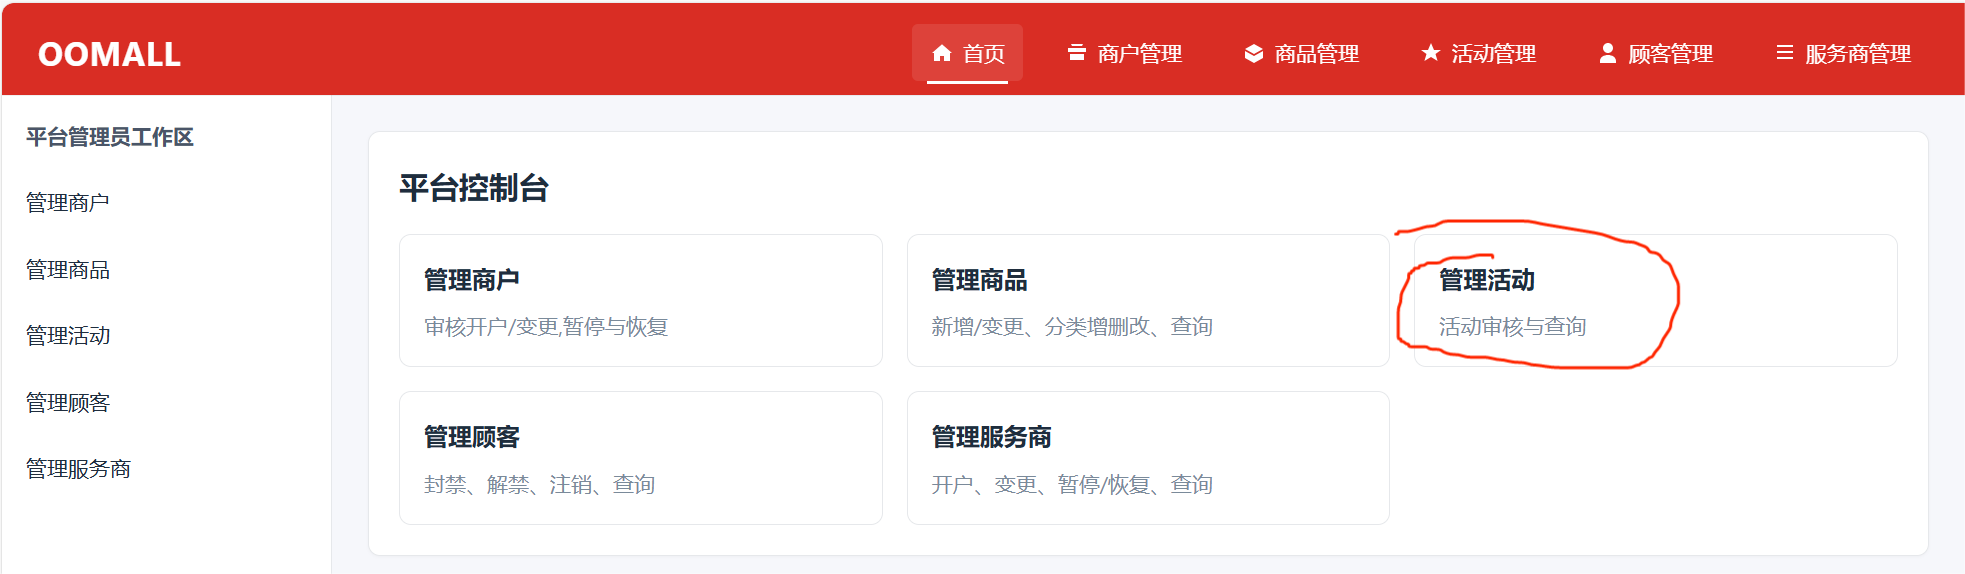 OOMALL
首页
商户管理
商品管理
活动管理
顾客管理
服务商管理
平台管理员工作区
管理商户
管理商品
管理活动
管理顾客
管理服务商
平台控制台
管理商户
审核开户/变更,暂停与恢复
管理商品
新增/变更、分类增删改、查询
管理活动
活动审核与查询
管理顾客
封禁、解禁、注销、查询
管理服务商
开户、变更、暂停/恢复、查询